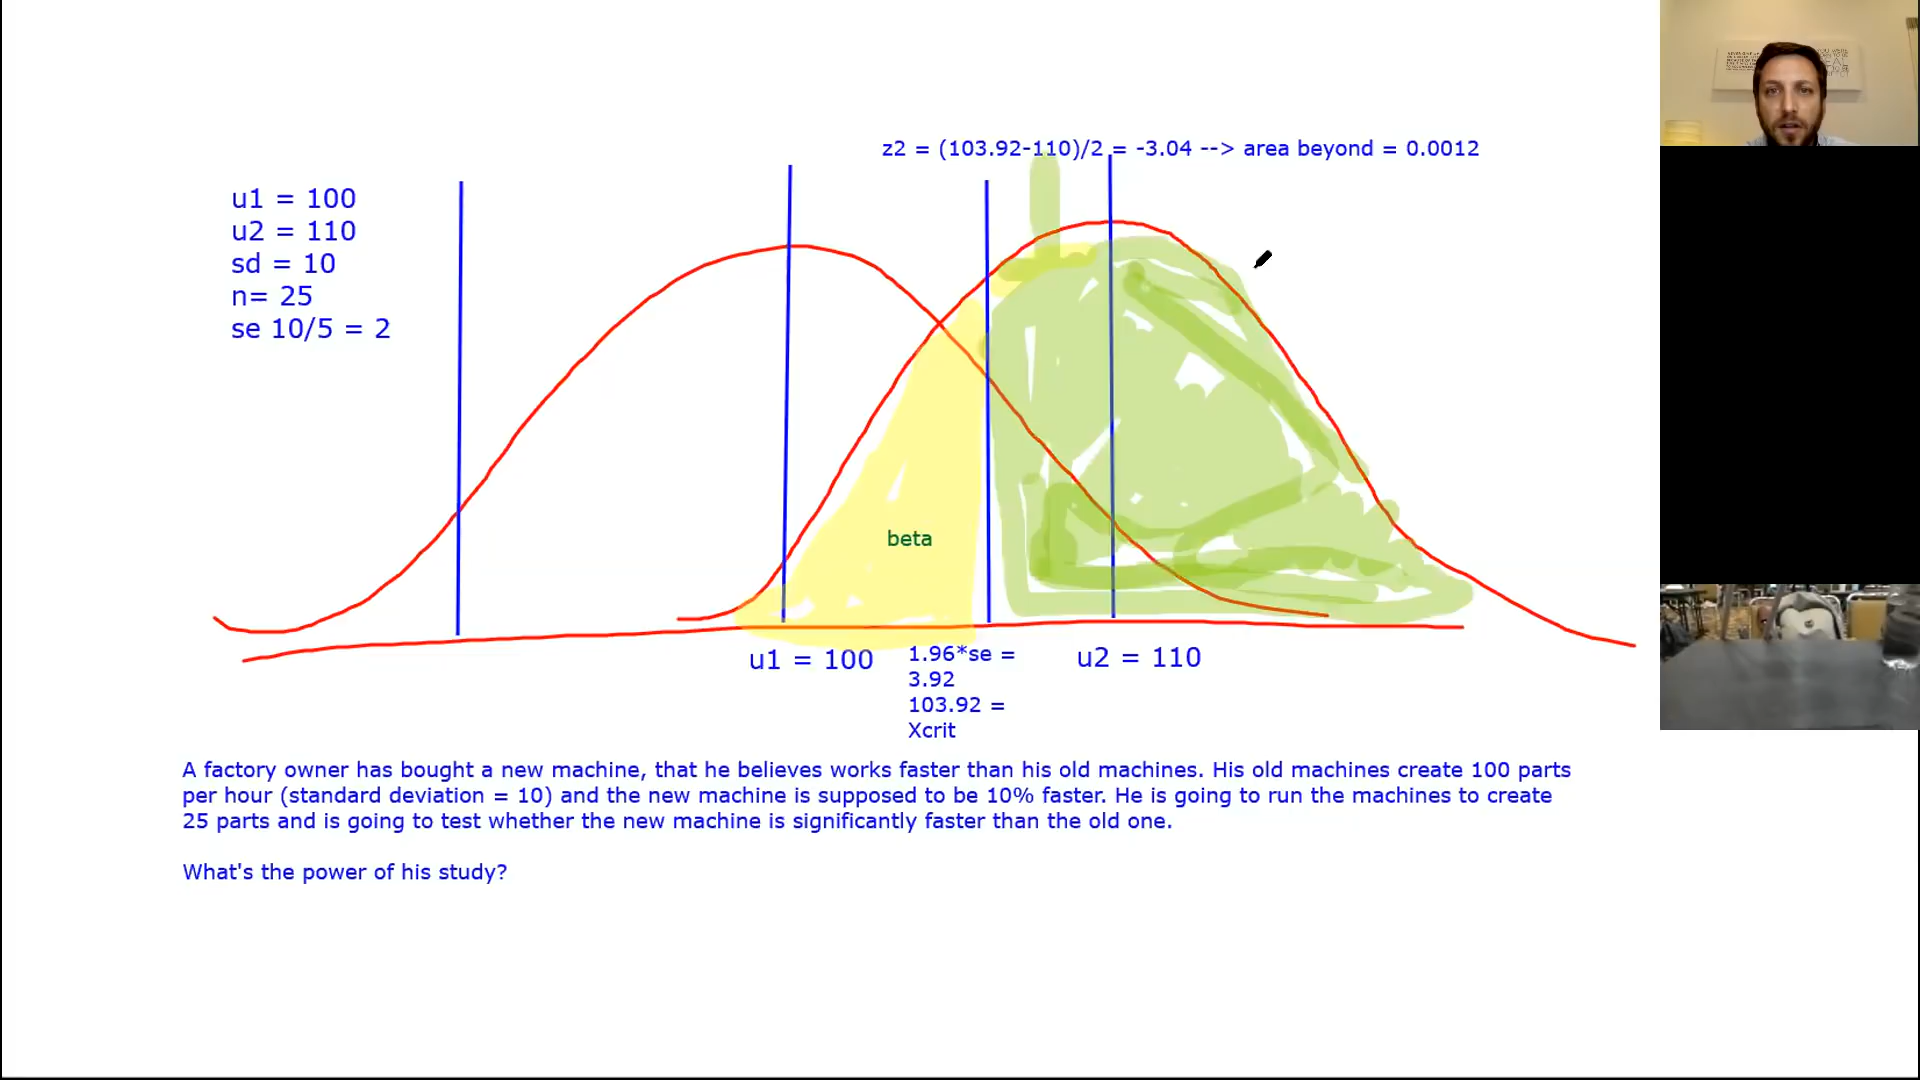 z2 = (103.92-110)/2 = -3.04 --> area beyond = 0.0012
u1 = 100
u2 = 110
sd = 10
n= 25
se 10/5 = 2
beta
u1 = 100
1.96*se =
3.92
103.92 =
Xcrit
u2 = 110
A factory owner has bought a new machine, that he believes works faster than his old machines. His old machines create 100 parts
per hour (standard deviation = 10) and the new machine is supposed to be 10% faster. He is going to run the machines to create
25 parts and is going to test whether the new machine is significantly faster than the old one.
What's the power of his study?